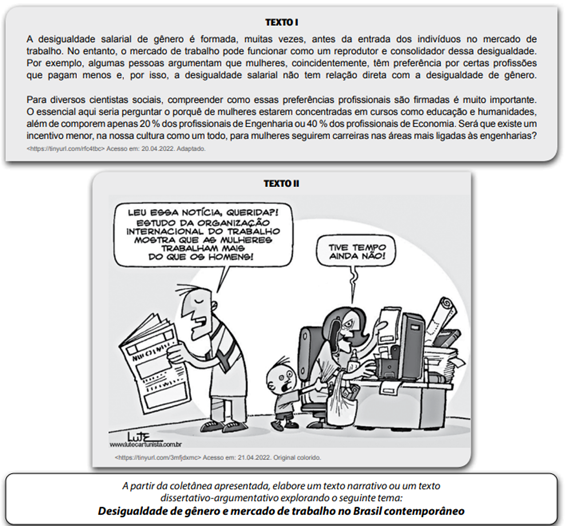 TEXTO I
A desigualdade salarial de gênero é formada, muitas vezes, antes da entrada dos indivíduos no mercado de
trabalho. No entanto, o mercado de trabalho pode funcionar como um reprodutor e consolidador dessa desigualdade.
Por exemplo, algumas pessoas argumentam que mulheres, coincidentemente, têm preferência por certas profissões
que pagam menos e, por isso, a desigualdade salarial não tem relação direta com a desigualdade de gênero.
Para diversos cientistas sociais, compreender como essas preferências profissionais são firmadas é muito importante.
O essencial aqui seria perguntar o porquê de mulheres estarem concentradas em cursos como educação e humanidades,
além de comporem apenas 20 % dos profissionais de Engenharia ou 40 % dos profissionais de Economia. Será que existe um
incentivo menor, na nossa cultura como um todo, para mulheres seguirem carreiras nas áreas mais ligadas às engenharias?
<https://tinyurl.com/rfc4tbc> Acesso em: 20.04.2022. Adaptado.
TEXTO II
LEU ESSA NOTÍCIA, QUERIDA?!
ESTUDO DA ORGANIZAÇÃO
INTERNACIONAL DO TRABALHO
MOSTRA QUE AS MULHERES
TRABALHAM MAIS
DO QUE OS HOMENS!
TIVE TEMPO
AINDA NÃO!
LUTE
www.lutecartunista.com.br
<https://tinyurl.com/3mfjdxmc> Acesso em: 21.04.2022. Original colorido.
A partir da coletânea apresentada, elabore um texto narrativo ou um texto
dissertativo-argumentativo explorando o seguinte tema:
Desigualdade de gênero e mercado de trabalho no Brasil contemporâneo